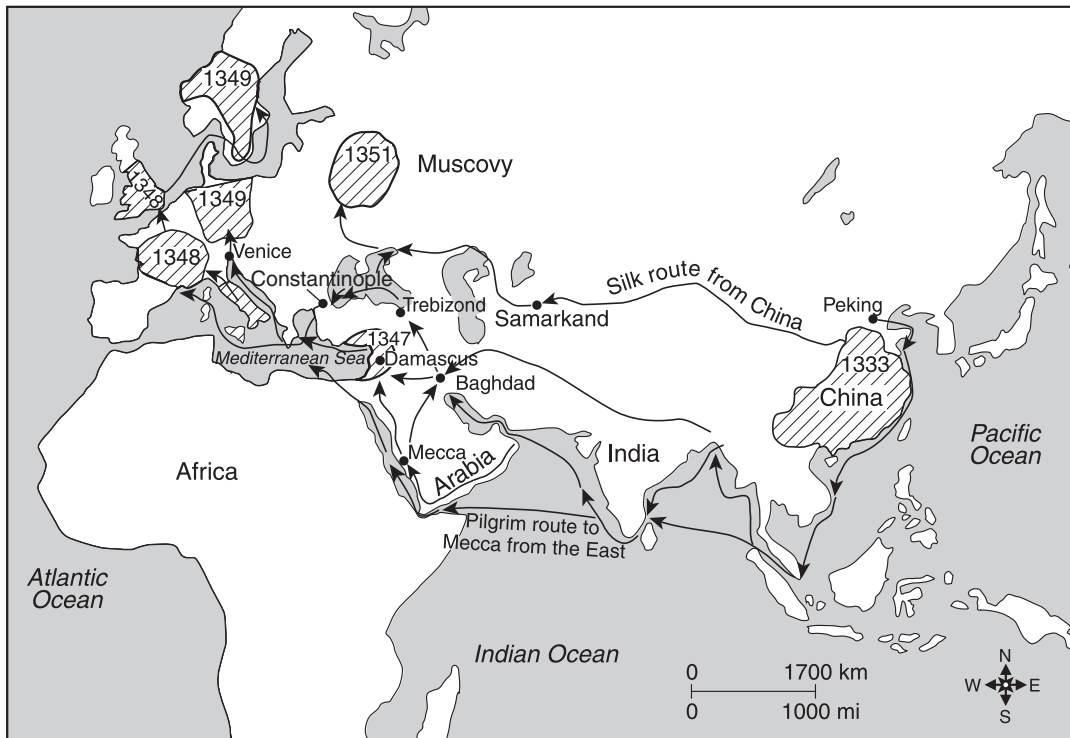 1349
1351
Muscovy
1348
1349
1348
Venice
Constantinople
Trebizond
Samarkand
Silk route from China
Peking
1347
Mediterranean Sea
Damascus
Baghdad
1333
China
Pacific
Ocean
Africa
Mecca
Arabia
India
Pilgrim route to
Mecca from the East
Atlantic
Ocean
Indian Ocean
0 1700 km
0 1000 mi
N
W E
S